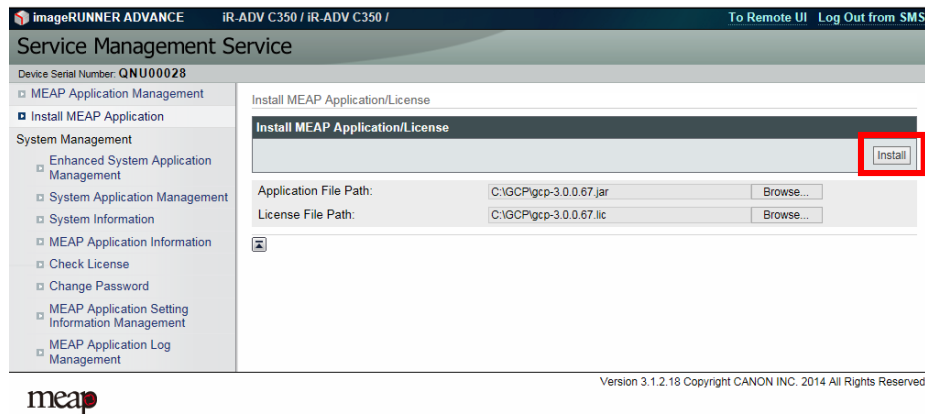 imageRUNNER ADVANCE iR-ADV C350 / iR-ADV C350 / To Remote UI Log Out from SMS
Service Management Service
Device Serial Number: QNU00028
MEAP Application Management
Install MEAP Application
System Management
Enhanced System Application
Management
System Application Management
System Information
MEAP Application Information
Check License
Change Password
MEAP Application Setting
Information Management
MEAP Application Log
Management
Install MEAP Application/License
Install MEAP Application/License
Install
Application File Path: C:\GCP\gcp-3.0.0.67.jar Browse...
License File Path: C:\GCP\gcp-3.0.0.67.lic Browse...
Version 3.1.2.18 Copyright CANON INC. 2014 All Rights Reserved
meap